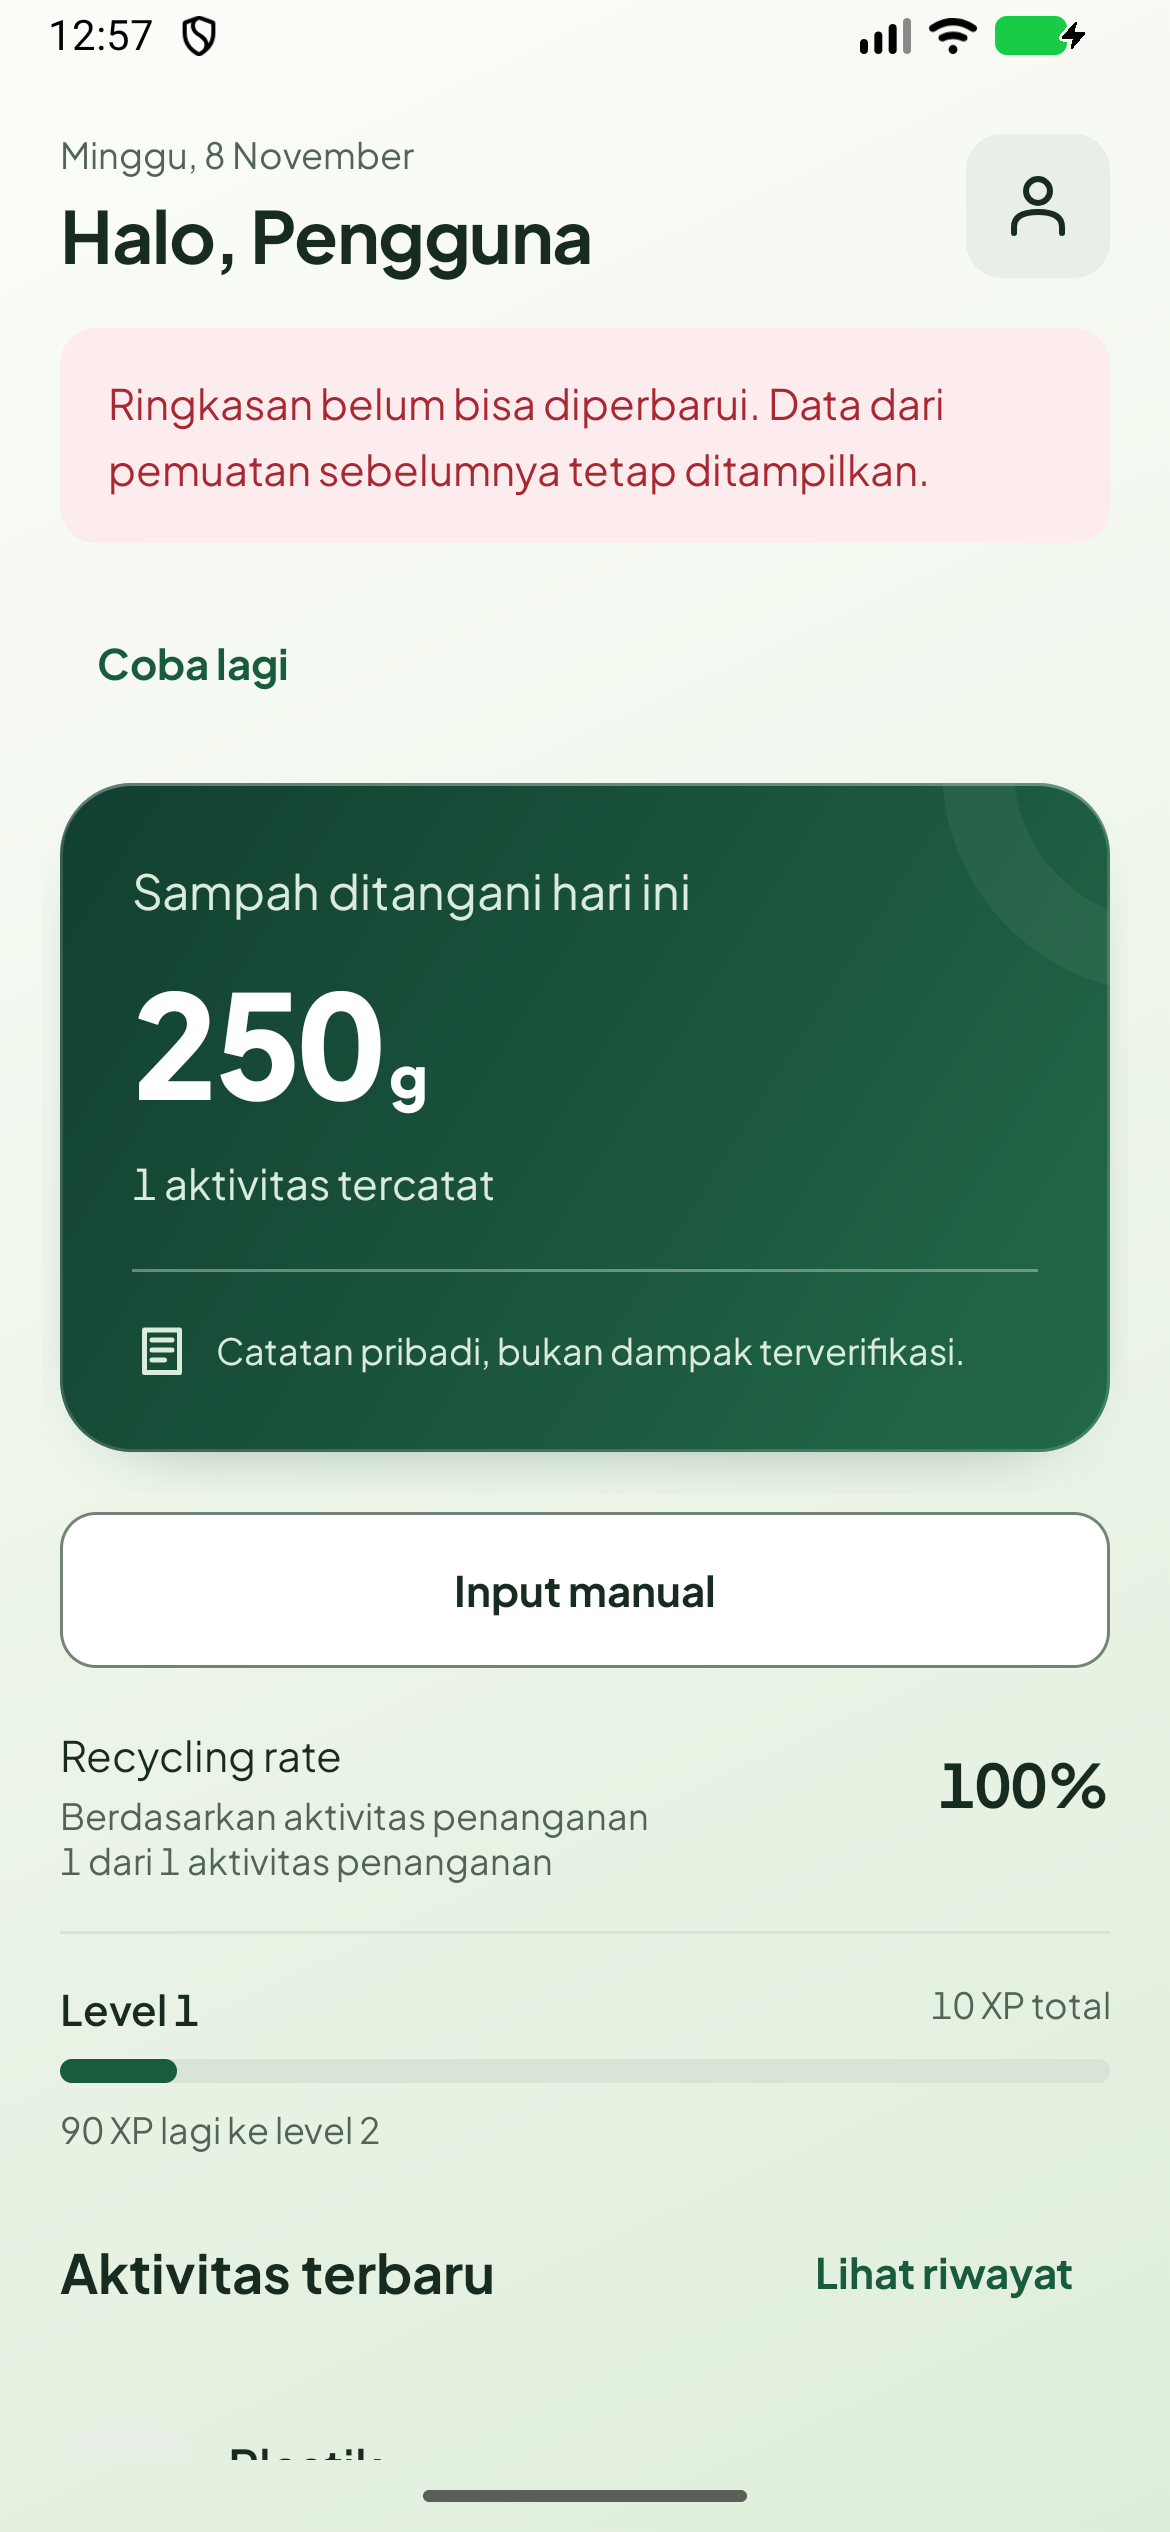 12:57
Minggu, 8 November
Halo, Pengguna
Ringkasan belum bisa diperbarui. Data dari
pemuatan sebelumnya tetap ditampilkan.
Coba lagi
Sampah ditangani hari ini
250 g
1 aktivitas tercatat
Catatan pribadi, bukan dampak terverifikasi.
Input manual
Recycling rate
100%
Berdasarkan aktivitas penanganan
1 dari 1 aktivitas penanganan
Level 1
10 XP total
90 XP lagi ke level 2
Aktivitas terbaru
Lihat riwayat